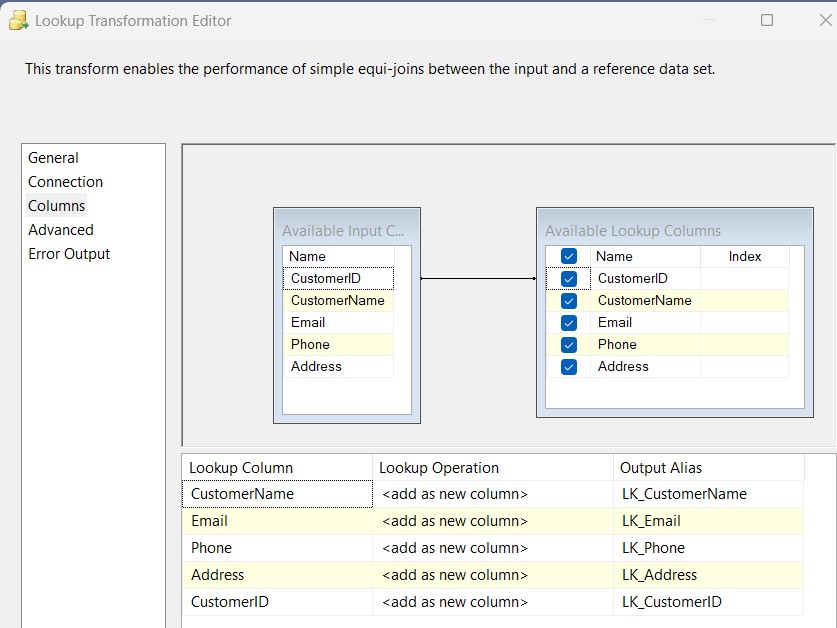 Lookup Transformation Editor
This transform enables the performance of simple equi-joins between the input and a reference data set.
General
Connection
Columns
Advanced
Error Output
Available Input C...
Name
CustomerID
CustomerName
Email
Phone
Address
Available Lookup Columns
Name Index
CustomerID
CustomerName
Email
Phone
Address
Lookup Column Lookup Operation Output Alias
CustomerName <add as new column> LK_CustomerName
Email <add as new column> LK_Email
Phone <add as new column> LK_Phone
Address <add as new column> LK_Address
CustomerID <add as new column> LK_CustomerID